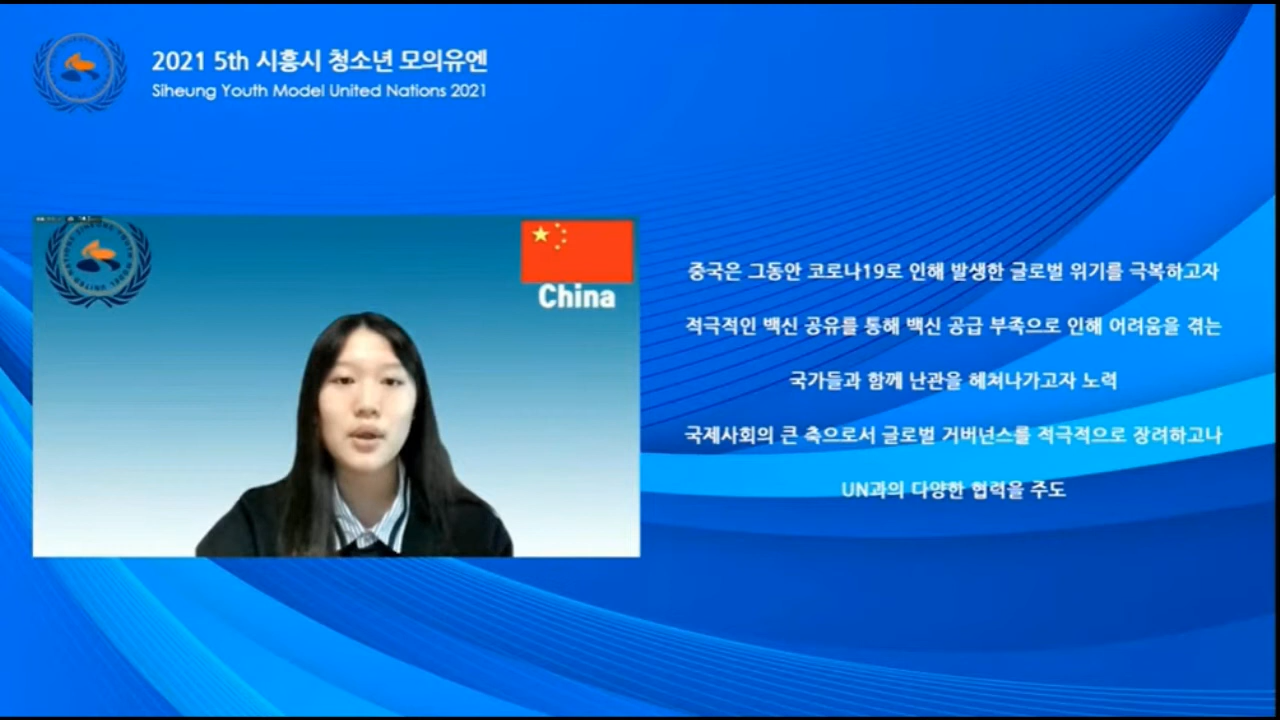 2021 5th 시흥시 청소년 모의유엔
Siheung Youth Model United Nations 2021
China
중국은 그동안 코로나19로 인해 발생한 글로벌 위기를 극복하고자
적극적인 백신 공유를 통해 백신 공급 부족으로 인해 어려움을 겪는
국가들과 함께 난관을 헤쳐나가고자 노력
국제사회의 큰 축으로서 글로벌 거버넌스를 적극적으로 장려하고나
UN과의 다양한 협력을 주도